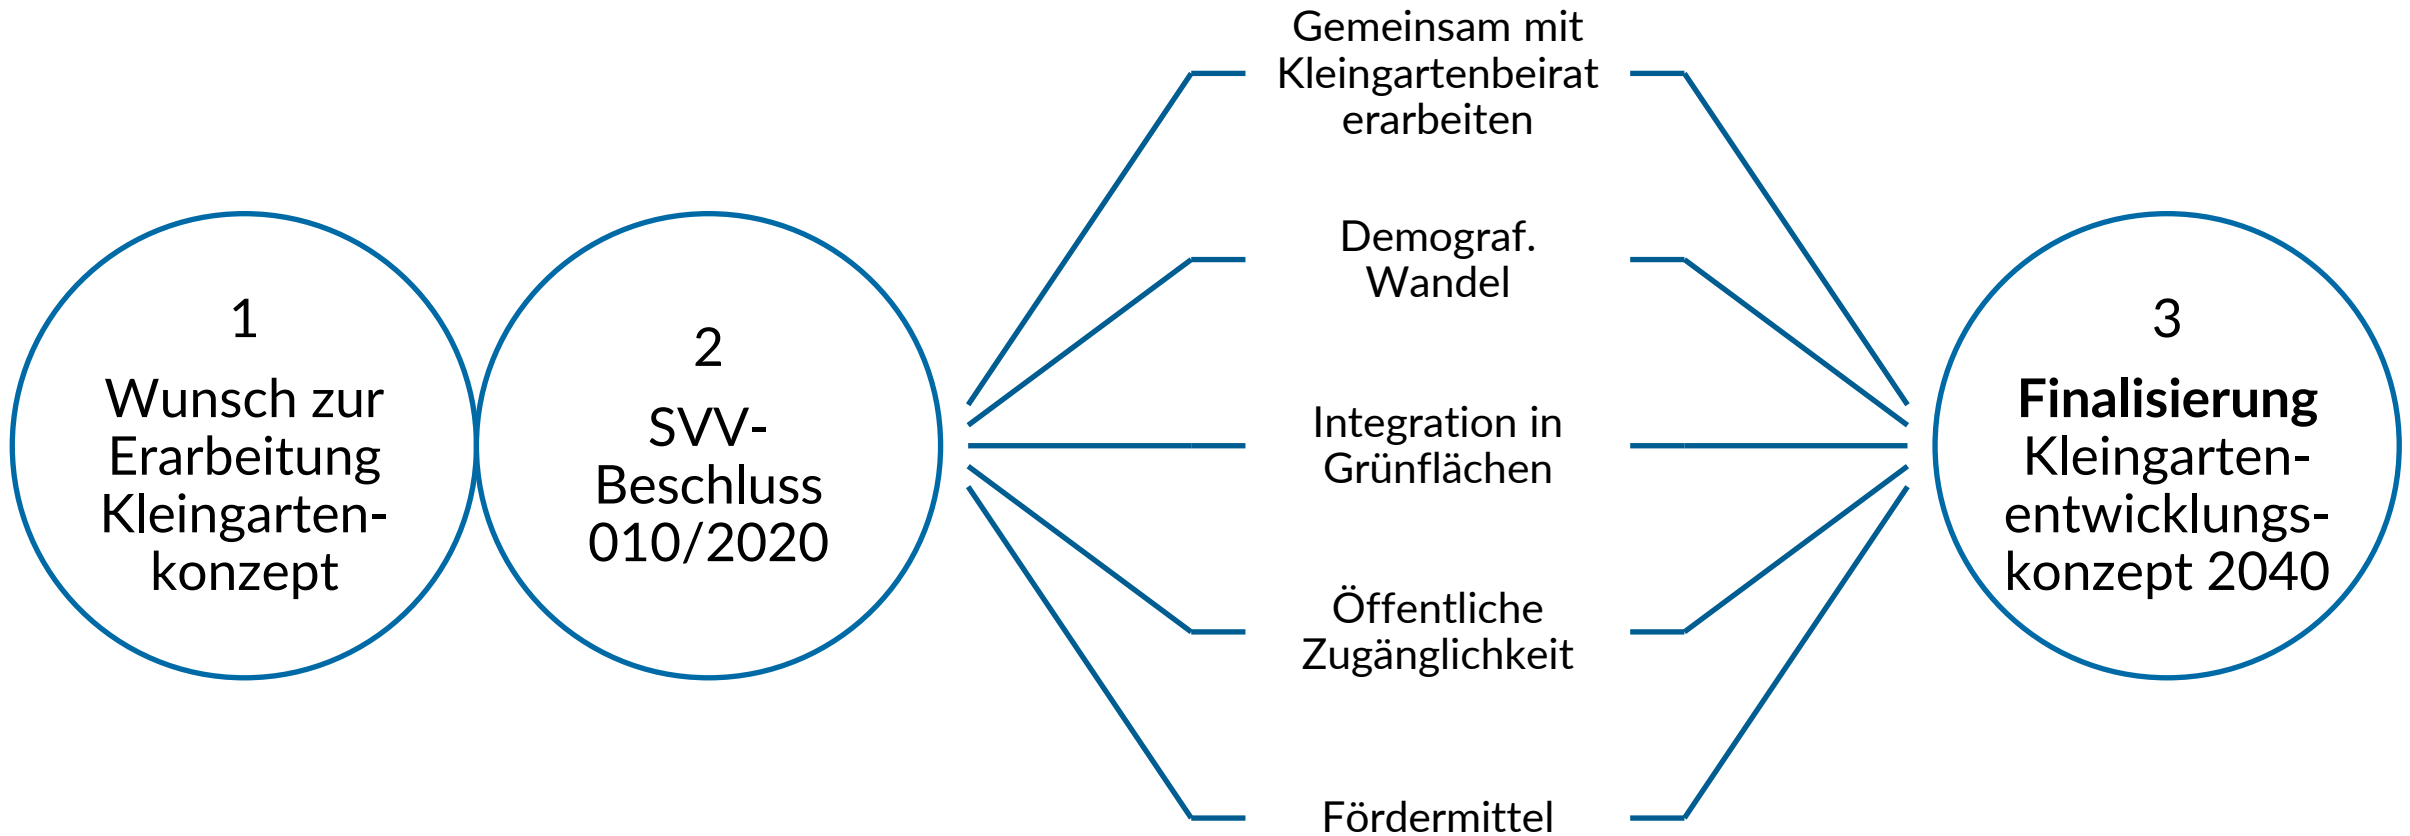 1
Wunsch zur
Erarbeitung
Kleingarten-
konzept
2
SVV-
Beschluss
010/2020
Gemeinsam mit
Kleingartenbeirat
erarbeiten
Demograf.
Wandel
Integration in
Grünflächen
Öffentliche
Zugänglichkeit
Fördermittel
3
Finalisierung
Kleingarten-
entwicklungs-
konzept 2040